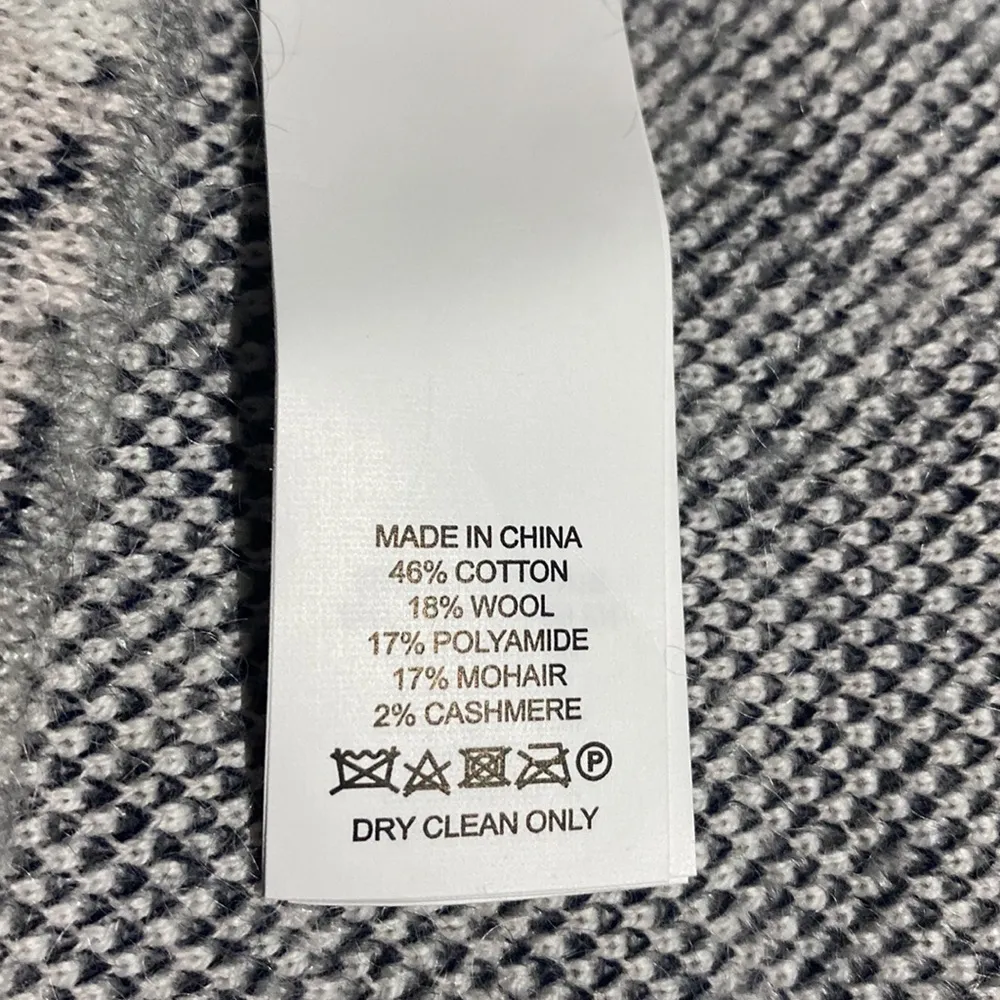 MADE IN CHINA
46% COTTON
18% WOOL
17% POLYAMIDE
17% MOHAIR
2% CASHMERE
P
DRY CLEAN ONLY